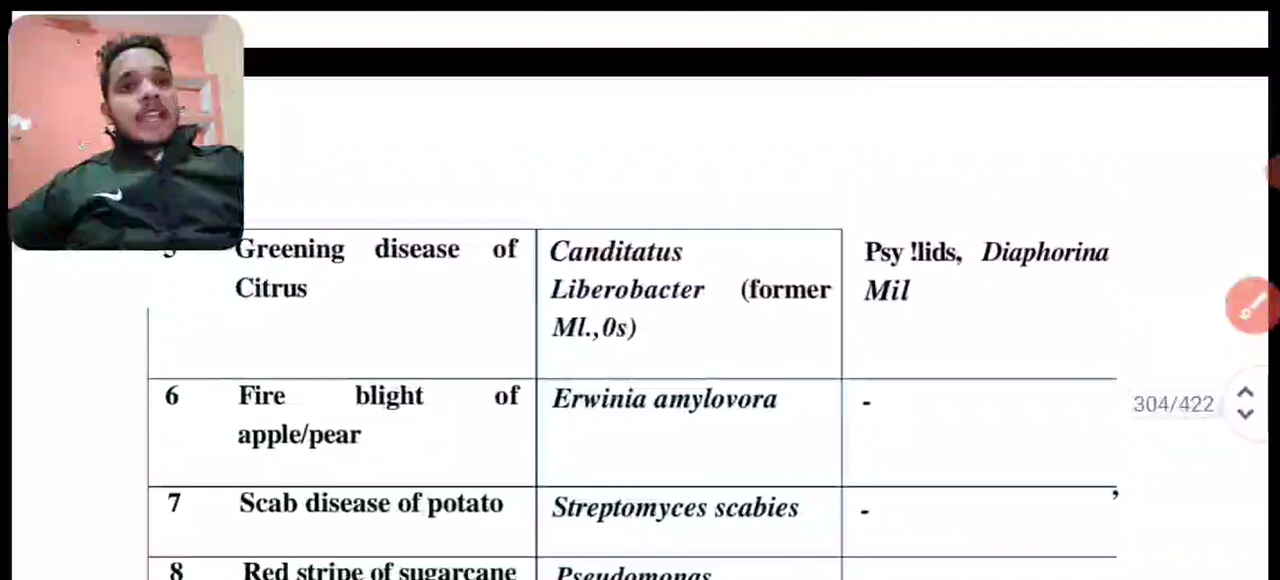 Greening disease of
Citrus
Canditatus
Liberobacter (former
Ml.,0s)
Psy !lids, Diaphorina
Mil
6 Fire blight of
apple/pear
Erwinia amylovora
-
304/422
7 Scab disease of potato
Streptomyces scabies
-
8 Red stripe of sugarcane
Pseudomonas